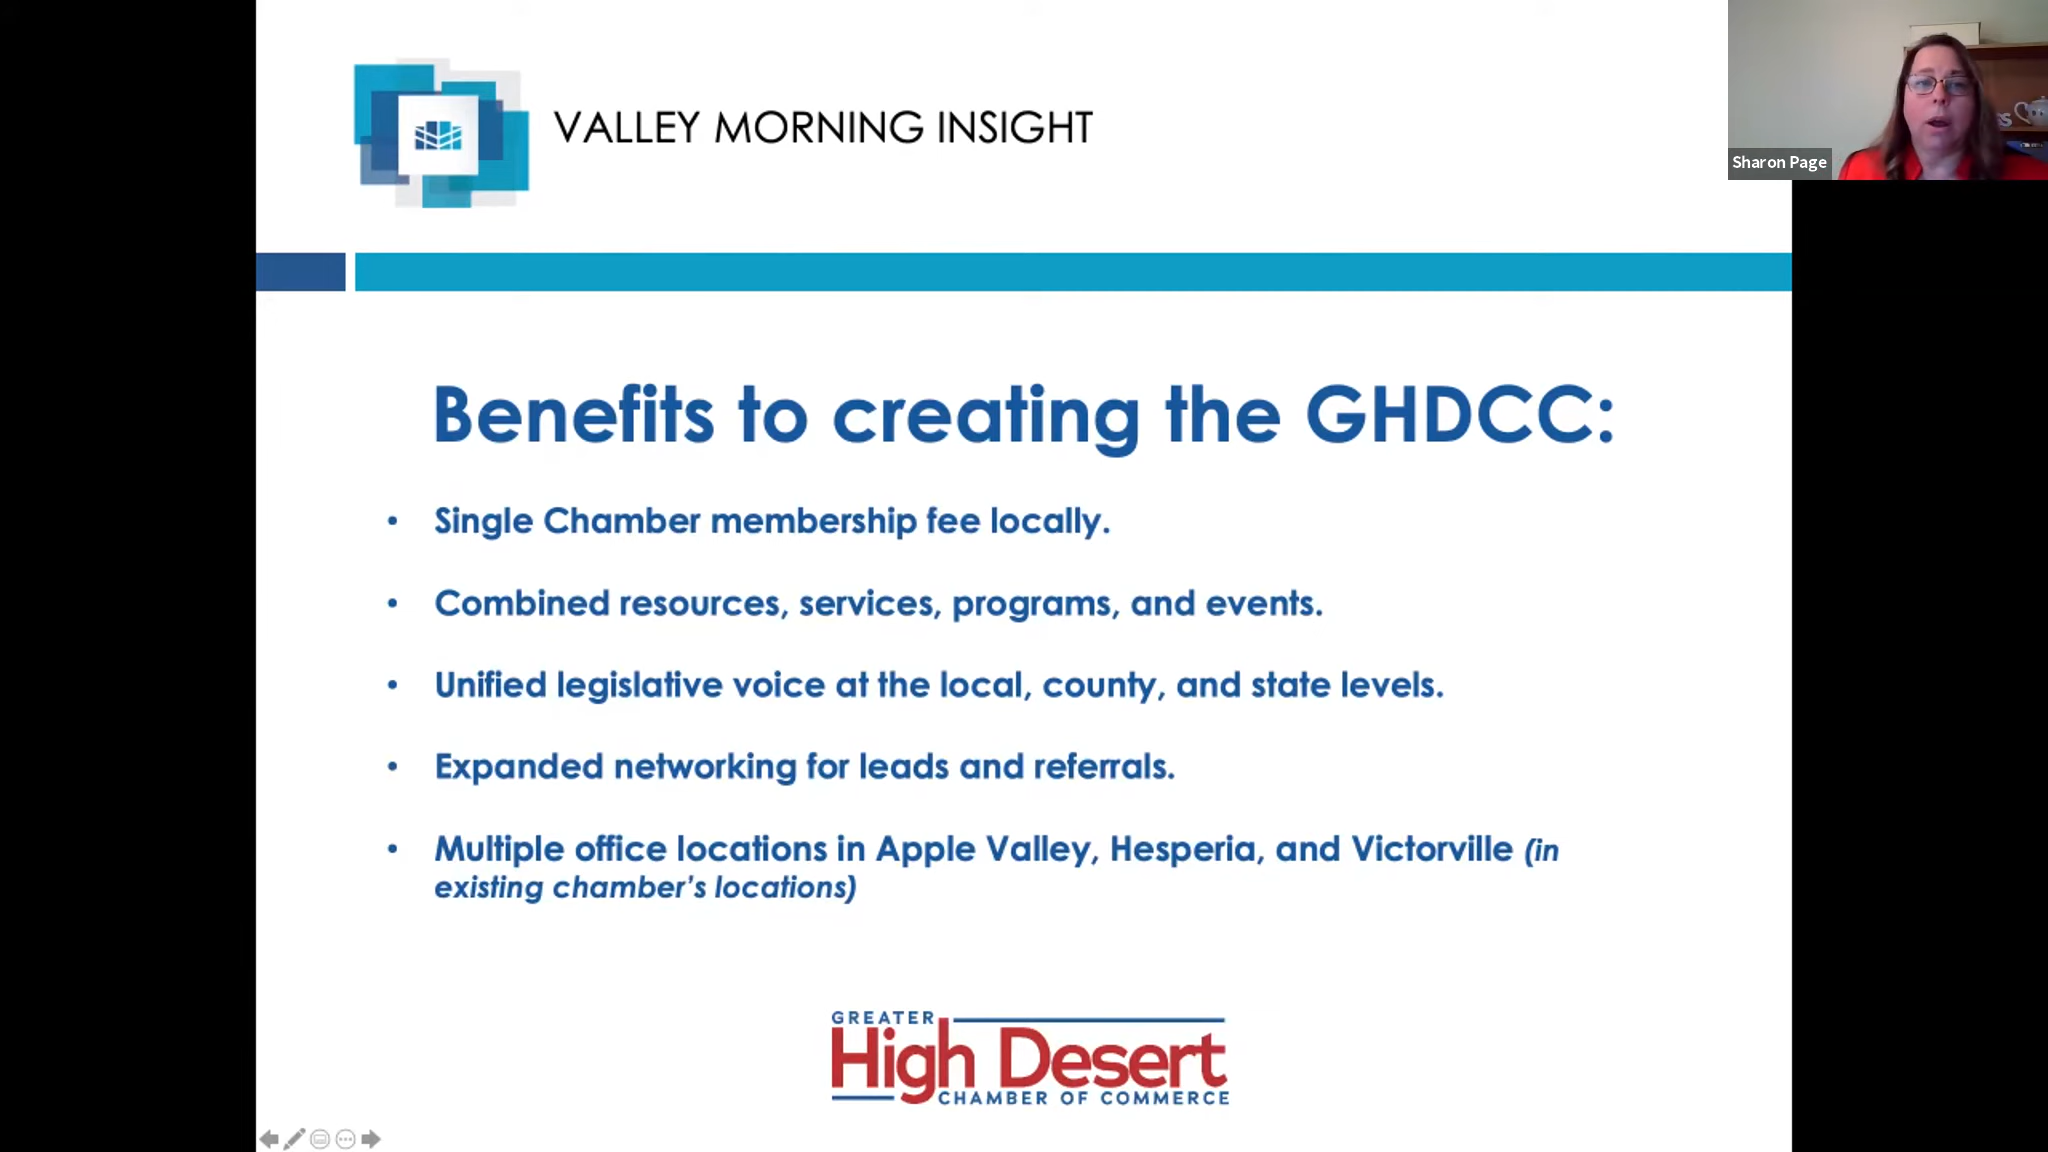 VALLEY MORNING INSIGHT
Sharon Page
Benefits to creating the GHDCC:
• Single Chamber membership fee locally.
• Combined resources, services, programs, and events.
• Unified legislative voice at the local, county, and state levels.
• Expanded networking for leads and referrals.
• Multiple office locations in Apple Valley, Hesperia, and Victorville (in
existing chamber's locations)
GREATER
High Desert
CHAMBER OF COMMERCE